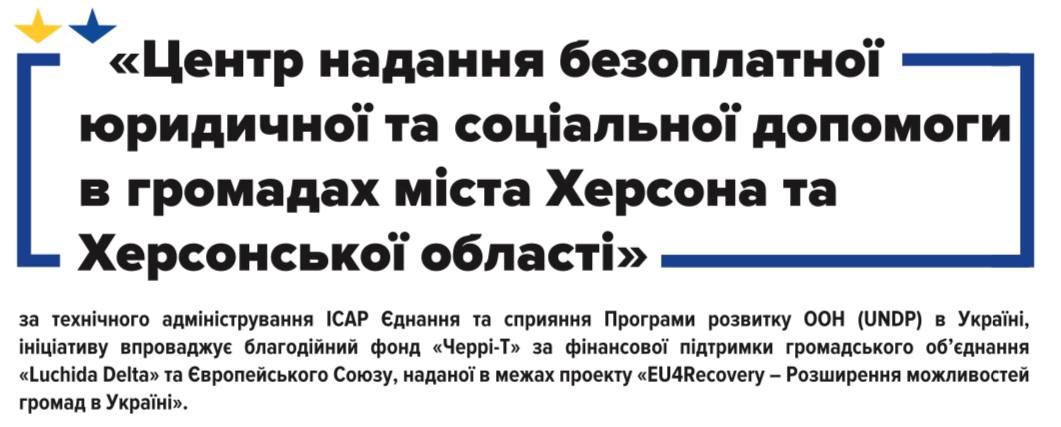 «Центр надання безоплатної
юридичної та соціальної допомоги
в громадах міста Херсона та
Херсонської області»
за технічного адміністрування ІСАР Єднання та сприяння Програми розвитку ООН (UNDP) в Україні,
ініціативу впроваджує благодійний фонд «Черрі-Т» за фінансової підтримки громадського об’єднання
«Luchida Delta» та Європейського Союзу, наданої в межах проекту «EU4Recovery – Розширення можливостей
громад в Україні».